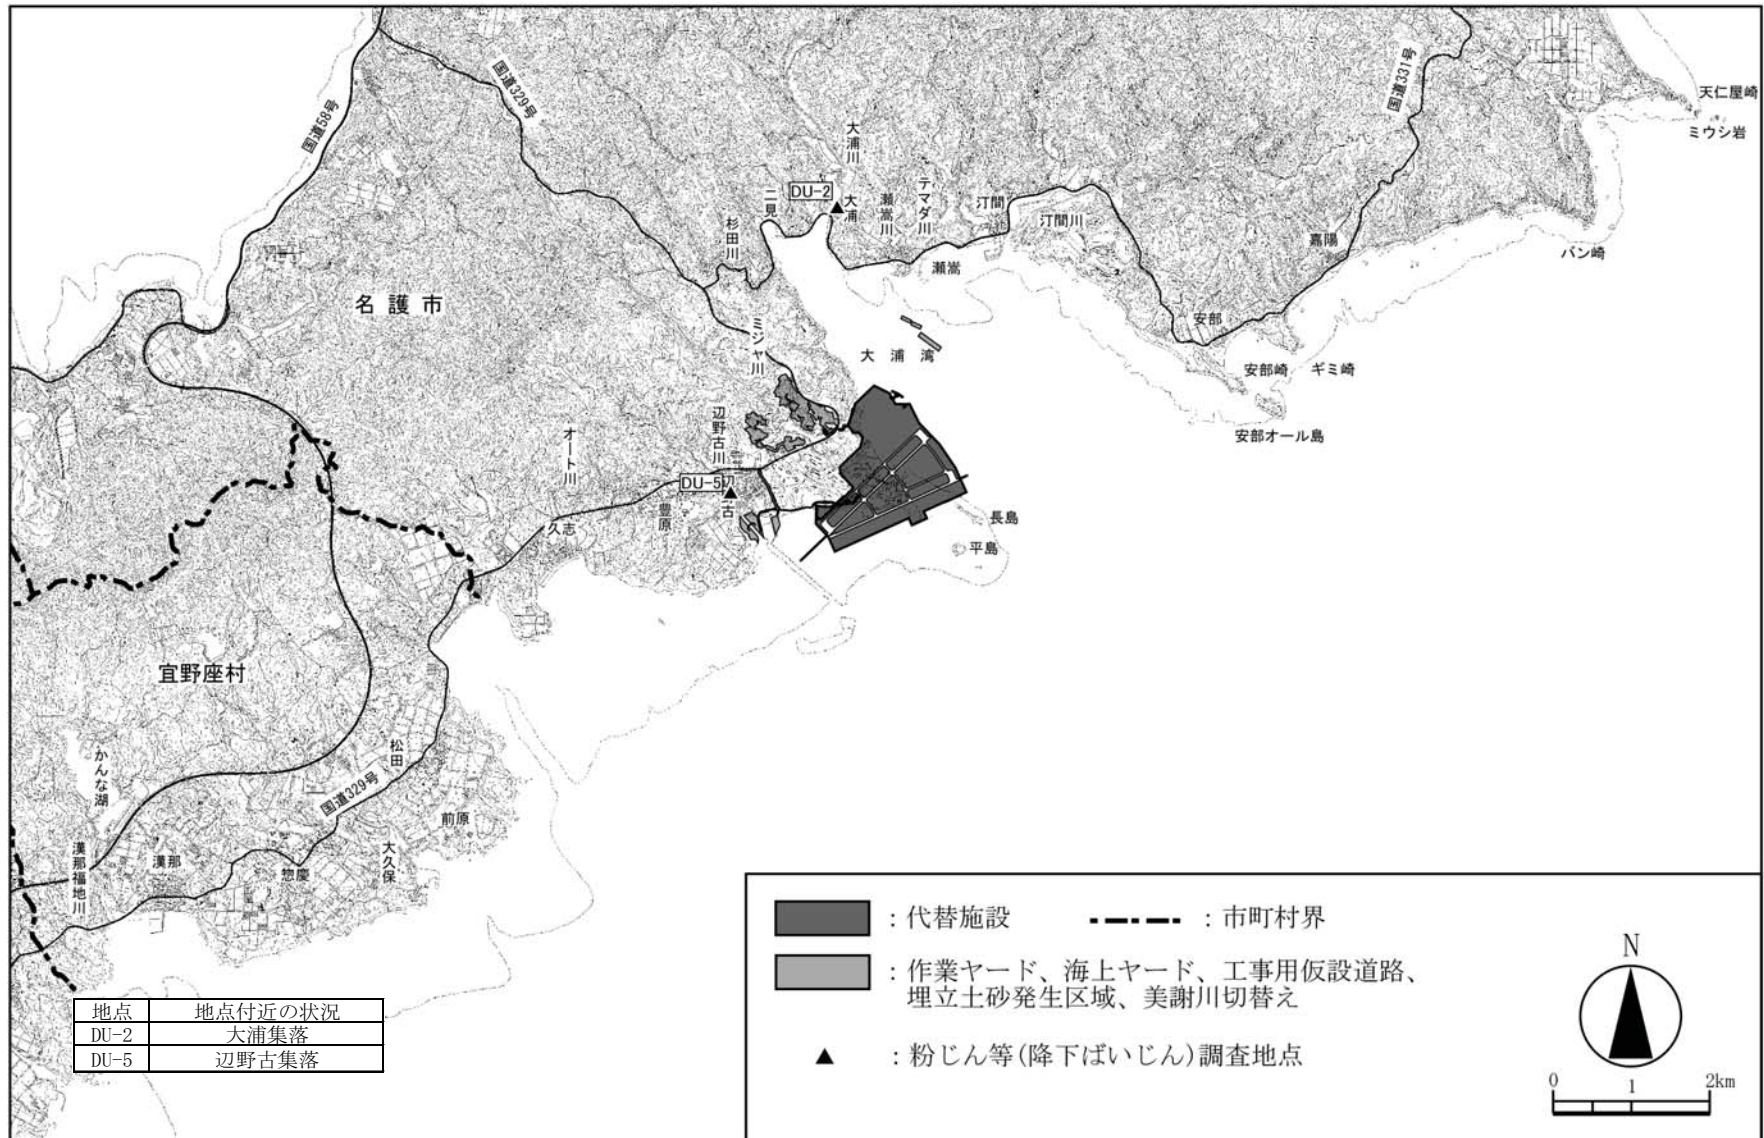 国道58号
国道329号
国道331号
天仁屋崎
ミウシ岩
大浦川
DU-2
大浦
二見
杉田川
瀬嵩川
テマダ川
汀間
汀間川
瀬嵩
嘉陽
バン崎
名護市
ミジャ川
大浦湾
安部
安部崎
ギミ崎
安部オール島
辺野古川
オート川
DU-5
辺野古
豊原
久志
長島
平島
宜野座村
かんな湖
松田
国道329号
前原
大久保
漢那福地川
漢那
惣慶
地点 地点付近の状況
DU-2 大浦集落
DU-5 辺野古集落
：代替施設
：市町村界
：作業ヤード、海上ヤード、工事用仮設道路、
埋立土砂発生区域、美謝川切替え
：粉じん等(降下ばいじん)調査地点
N
0 1 2km